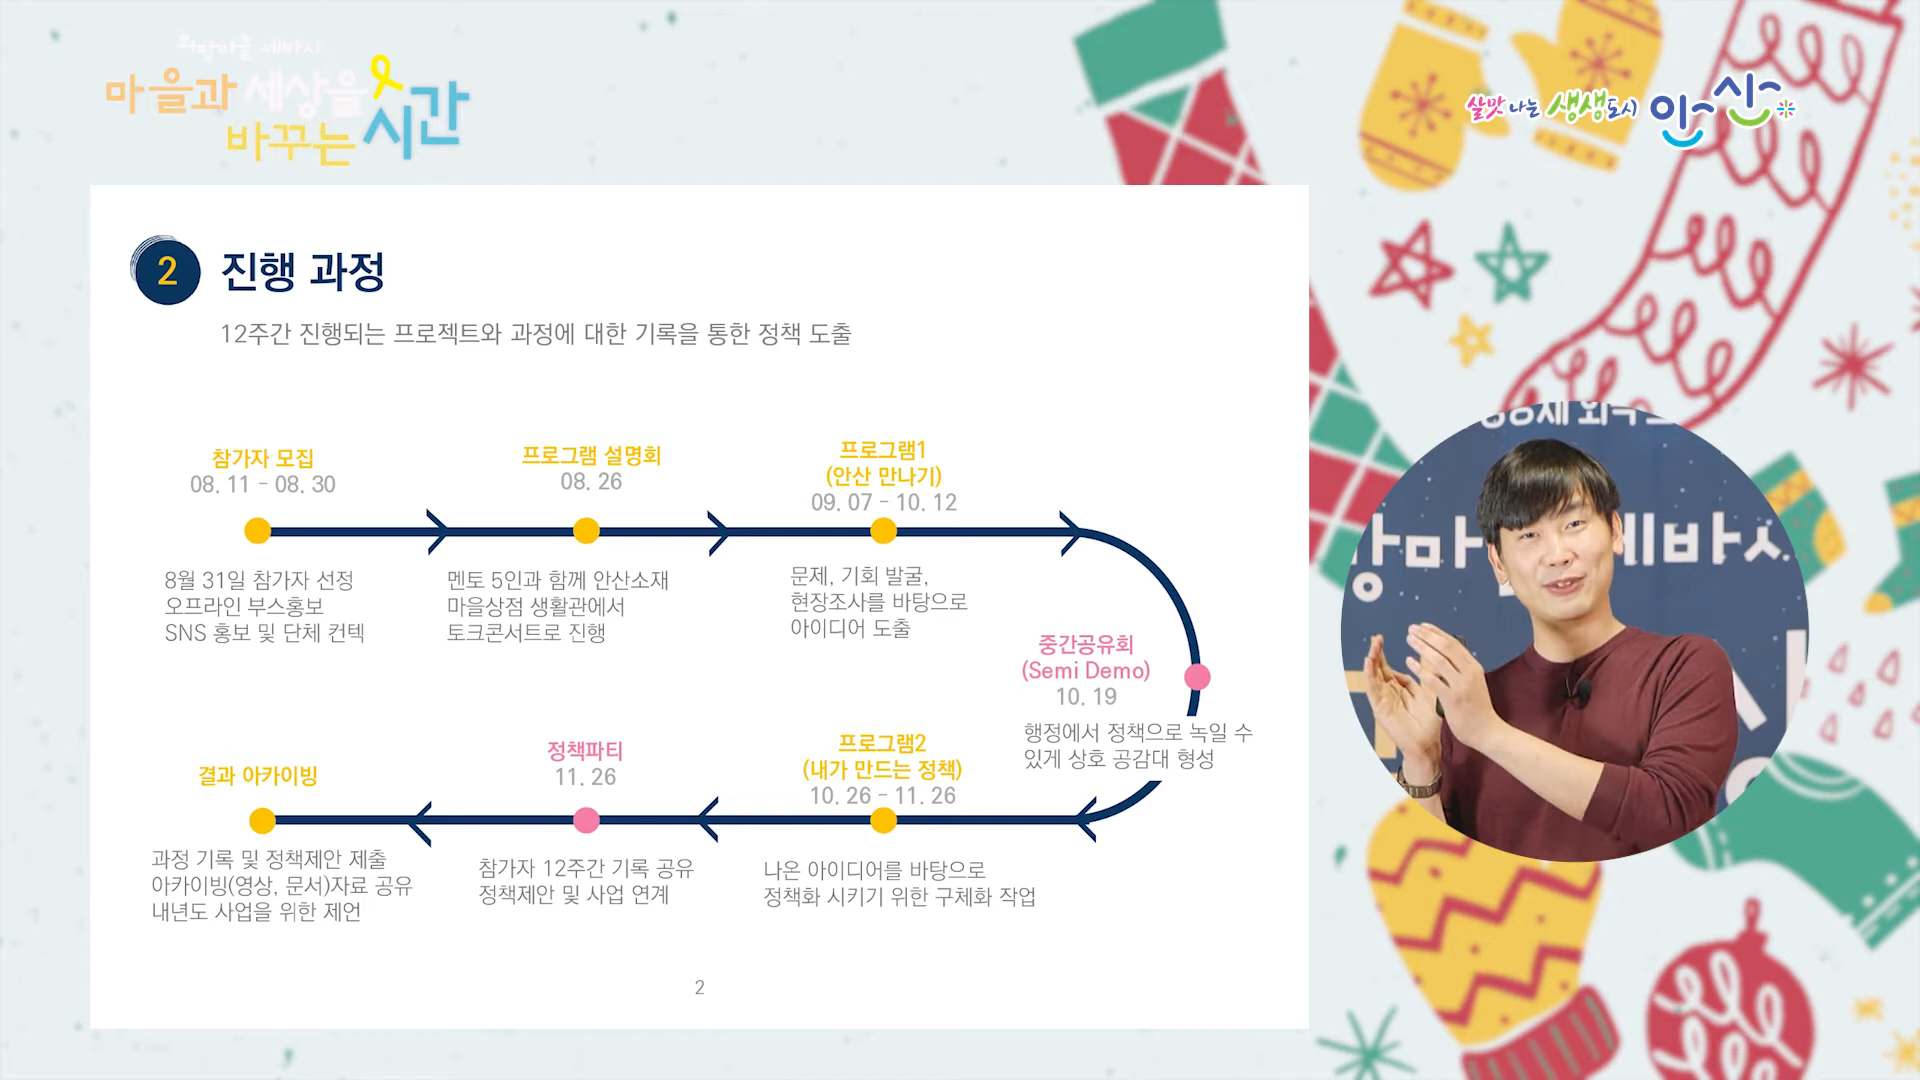 희망마을 세바시
마을과 세상을
바꾸는 시간
살맛 나는 생생도시 안산
2 진행 과정
12주간 진행되는 프로젝트와 과정에 대한 기록을 통한 정책 도출
참가자 모집
08. 11 - 08. 30
8월 31일 참가자 선정
오프라인 부스홍보
SNS 홍보 및 단체 컨텍
프로그램 설명회
08. 26
멘토 5인과 함께 안산소재
마을상점 생활관에서
토크콘서트로 진행
프로그램1
(안산 만나기)
09. 07 - 10. 12
문제, 기회 발굴,
현장조사를 바탕으로
아이디어 도출
중간공유회
(Semi Demo)
10. 19
행정에서 정책으로 녹일 수
있게 상호 공감대 형성
프로그램2
(내가 만드는 정책)
10. 26 - 11. 26
나온 아이디어를 바탕으로
정책화 시키기 위한 구체화 작업
정책파티
11. 26
참가자 12주간 기록 공유
정책제안 및 사업 연계
결과 아카이빙
과정 기록 및 정책제안 제출
아카이빙(영상, 문서)자료 공유
내년도 사업을 위한 제언
2